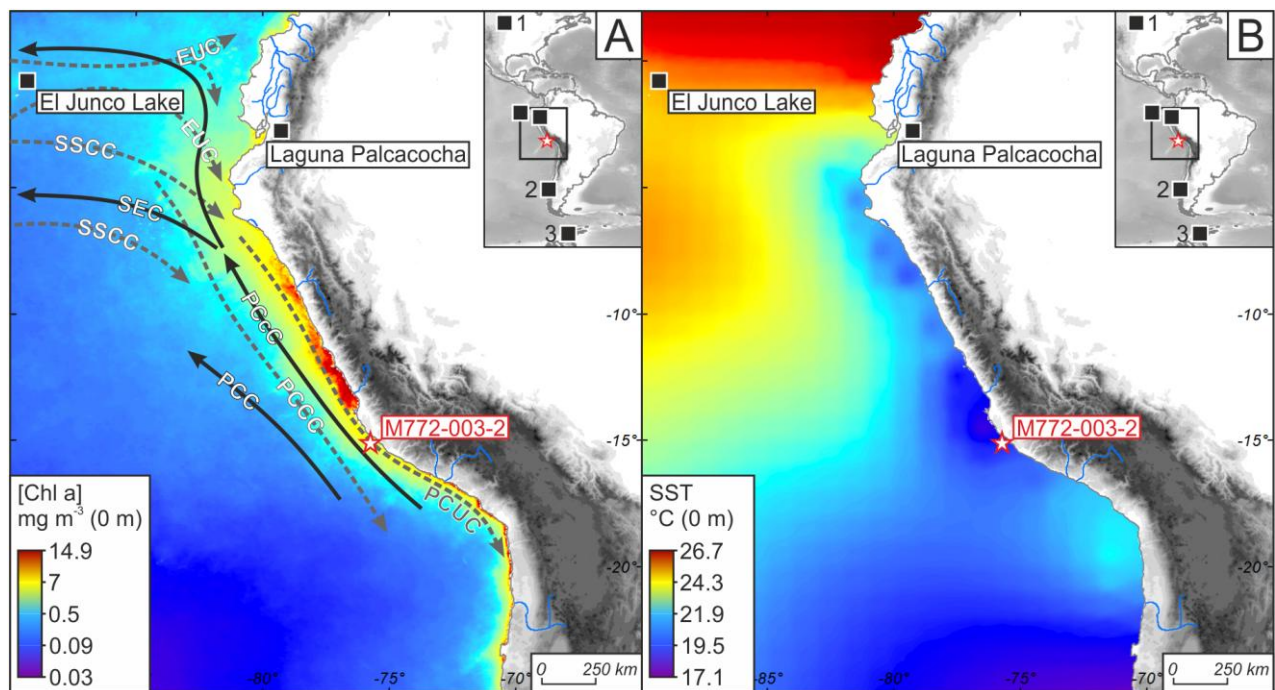 A
1
2
3
EUC
El Junco Lake
EUC
SSCC
Laguna Palcacocha
SEC
SSCC
PCcC
PCCC
PCC
M772-003-2
PCUC
-10°
-15°
-20°
-85°
-80°
-75°
-70°
[Chl a]
mg m⁻³ (0 m)
14.9
7
0.5
0.09
0.03
0 250 km
B
1
2
3
El Junco Lake
Laguna Palcacocha
M772-003-2
-10°
-15°
-20°
-85°
-80°
-75°
-70°
SST
°C (0 m)
26.7
24.3
21.9
19.5
17.1
0 250 km